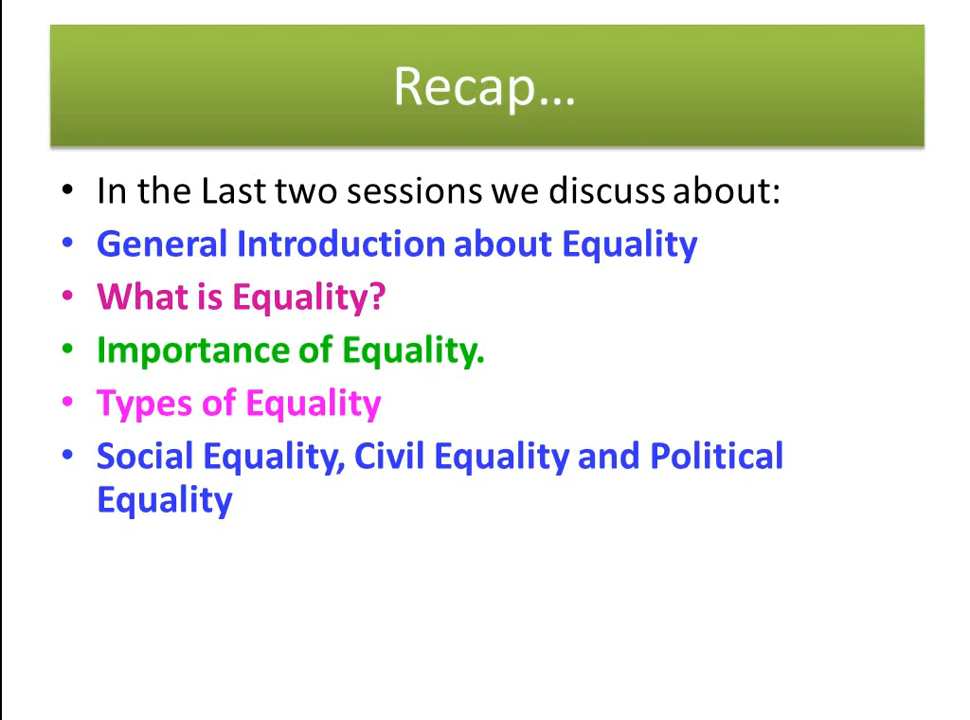 Recap…
• In the Last two sessions we discuss about:
• General Introduction about Equality
• What is Equality?
• Importance of Equality.
• Types of Equality
• Social Equality, Civil Equality and Political
Equality